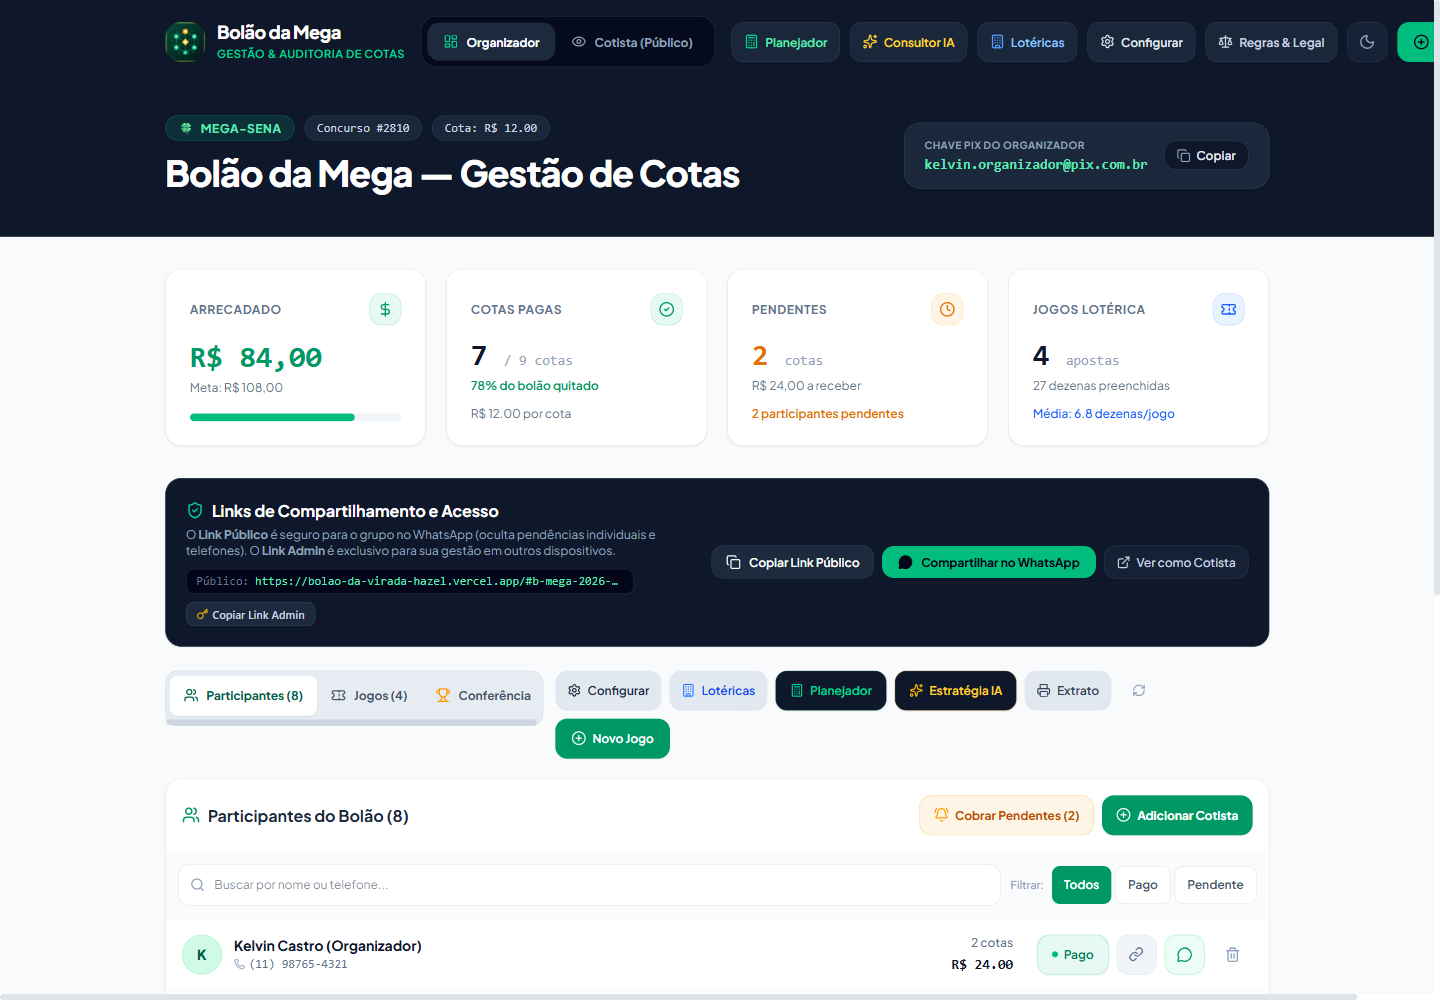 Bolão da Mega
GESTÃO & AUDITORIA DE COTAS
Organizador
Cotista (Público)
Planejador
Consultor IA
Lotéricas
Configurar
Regras & Legal
MEGA-SENA
Concurso #2810
Cota: R$ 12.00
Bolão da Mega — Gestão de Cotas
CHAVE PIX DO ORGANIZADOR
kelvin.organizador@pix.com.br
Copiar
ARRECADADO
R$ 84,00
Meta: R$ 108,00
COTAS PAGAS
7 / 9 cotas
78% do bolão quitado
R$ 12.00 por cota
PENDENTES
2 cotas
R$ 24,00 a receber
2 participantes pendentes
JOGOS LOTÉRICA
4 apostas
27 dezenas preenchidas
Média: 6.8 dezenas/jogo
Links de Compartilhamento e Acesso
O Link Público é seguro para o grupo no WhatsApp (oculta pendências individuais e
telefones). O Link Admin é exclusivo para sua gestão em outros dispositivos.
Público: https://bolao-da-virada-hazel.vercel.app/#b-mega-2026-…
Copiar Link Admin
Copiar Link Público
Compartilhar no WhatsApp
Ver como Cotista
Participantes (8)
Jogos (4)
Conferência
Configurar
Lotéricas
Planejador
Estratégia IA
Extrato
Novo Jogo
Participantes do Bolão (8)
Cobrar Pendentes (2)
Adicionar Cotista
Buscar por nome ou telefone...
Filtrar:
Todos
Pago
Pendente
K
Kelvin Castro (Organizador)
(11) 98765-4321
2 cotas
R$ 24.00
Pago